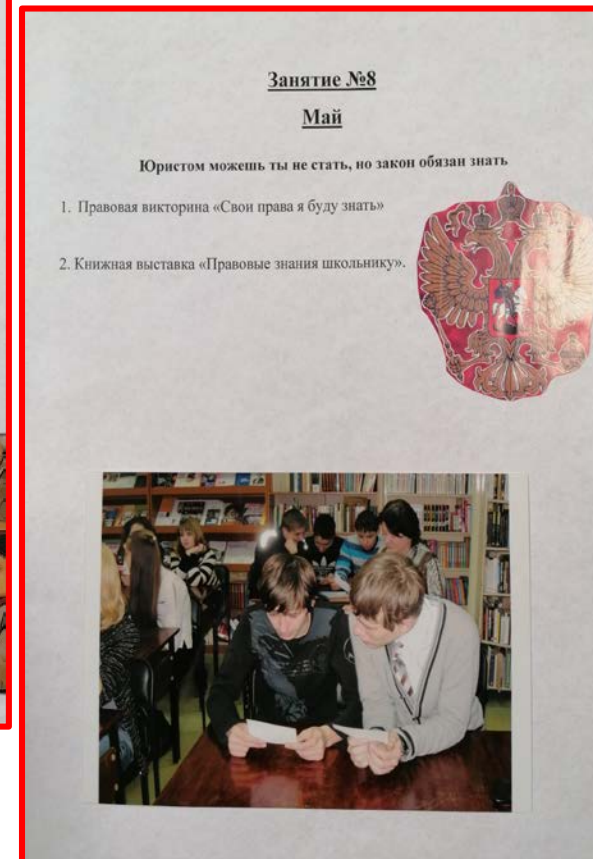 Занятие №8
Май
Юристом можешь ты не стать, но закон обязан знать
1. Правовая викторина «Свои права я буду знать»
2. Книжная выставка «Правовые знания школьнику».